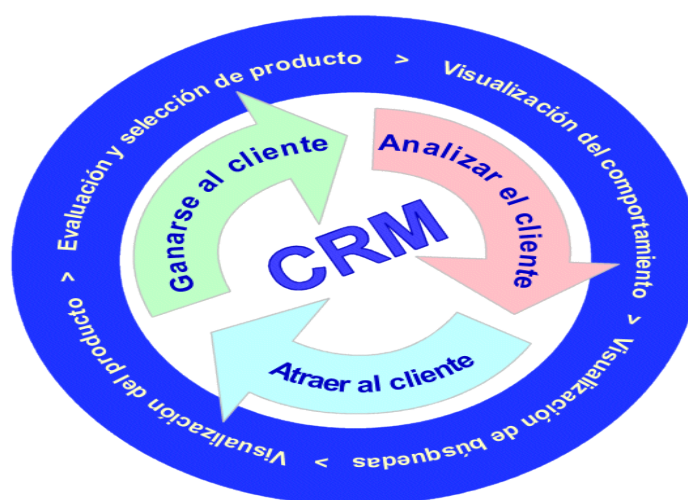 Evaluación y selección de producto > Visualización del comportamiento > Visualización de búsquedas > Visualización del producto >
Ganarse al cliente
Analizar el cliente
CRM
Atraer al cliente